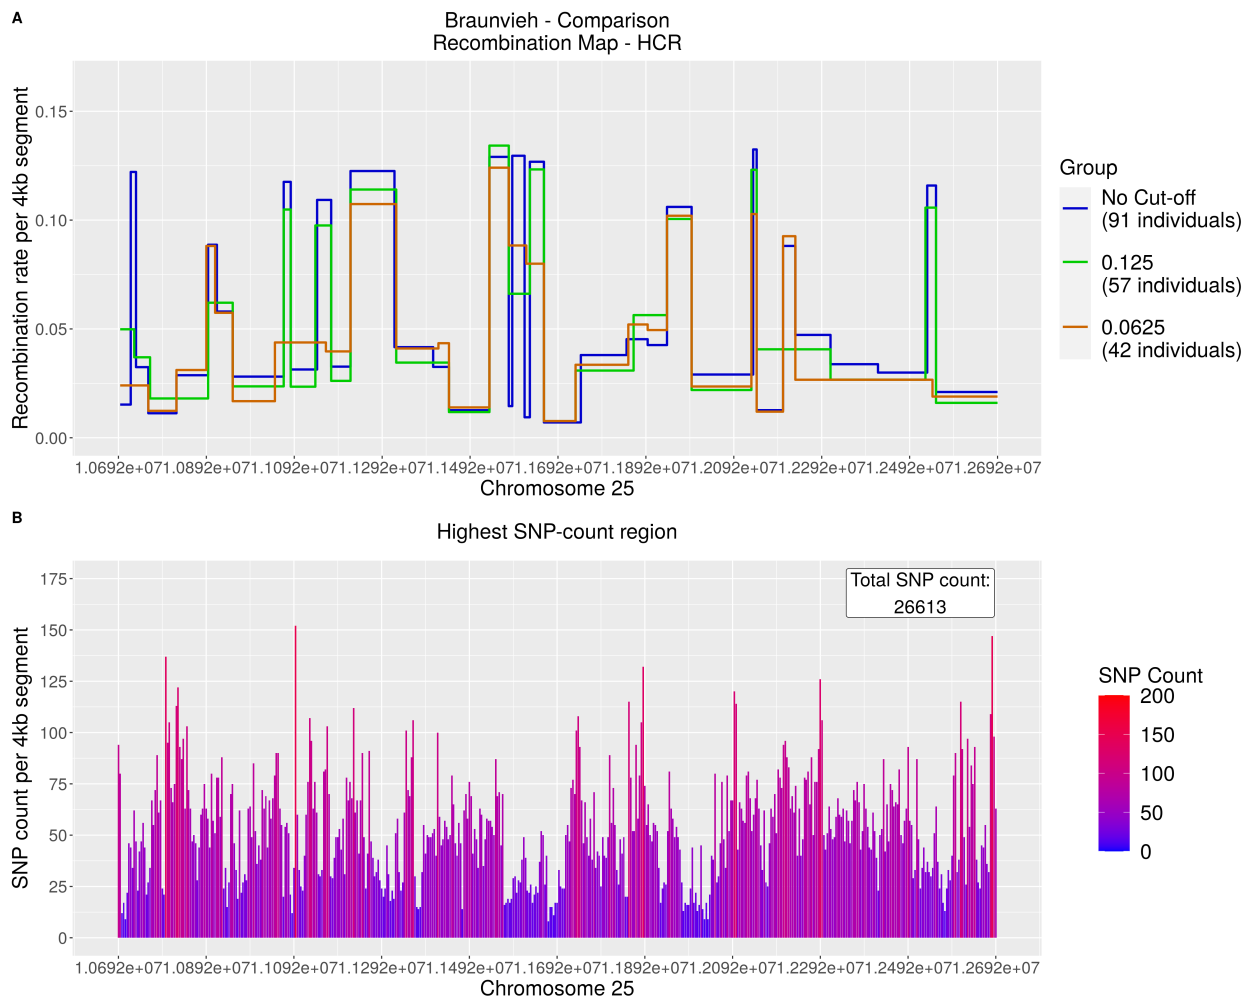 A
Braunvieh - Comparison
Recombination Map - HCR
Recombination rate per 4kb segment
0.15
0.10
0.05
0.00
1.0692e+07 1.0892e+07 1.1092e+07 1.1292e+07 1.1492e+07 1.1692e+07 1.1892e+07 1.2092e+07 1.2292e+07 1.2492e+07 1.2692e+07
Chromosome 25
Group
No Cut-off
(91 individuals)
0.125
(57 individuals)
0.0625
(42 individuals)
B
Highest SNP-count region
SNP count per 4kb segment
175
150
125
100
75
50
25
0
Total SNP count:
26613
1.0692e+07 1.0892e+07 1.1092e+07 1.1292e+07 1.1492e+07 1.1692e+07 1.1892e+07 1.2092e+07 1.2292e+07 1.2492e+07 1.2692e+07
Chromosome 25
SNP Count
200
150
100
50
0